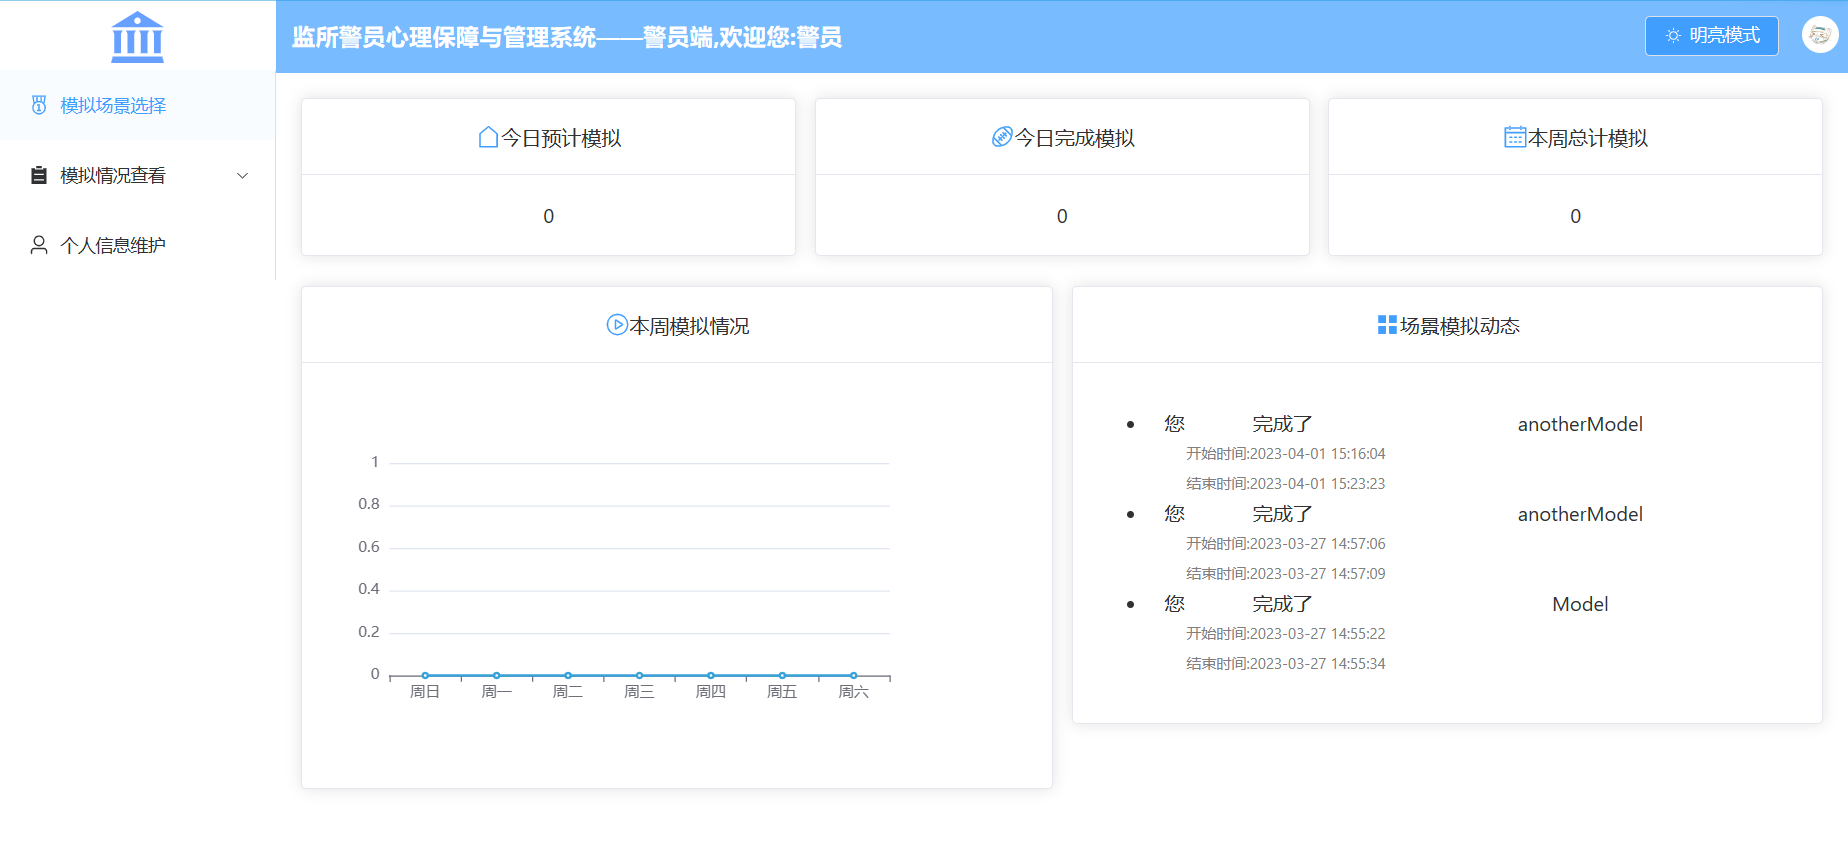 监所警员心理保障与管理系统——警员端,欢迎您:警员
明亮模式
模拟场景选择
模拟情况查看
个人信息维护
今日预计模拟
0
今日完成模拟
0
本周总计模拟
0
本周模拟情况
1
0.8
0.6
0.4
0.2
0
周日 周一 周二 周三 周四 周五 周六
场景模拟动态
您 完成了 anotherModel
开始时间:2023-04-01 15:16:04
结束时间:2023-04-01 15:23:23
您 完成了 anotherModel
开始时间:2023-03-27 14:57:06
结束时间:2023-03-27 14:57:09
您 完成了 Model
开始时间:2023-03-27 14:55:22
结束时间:2023-03-27 14:55:34